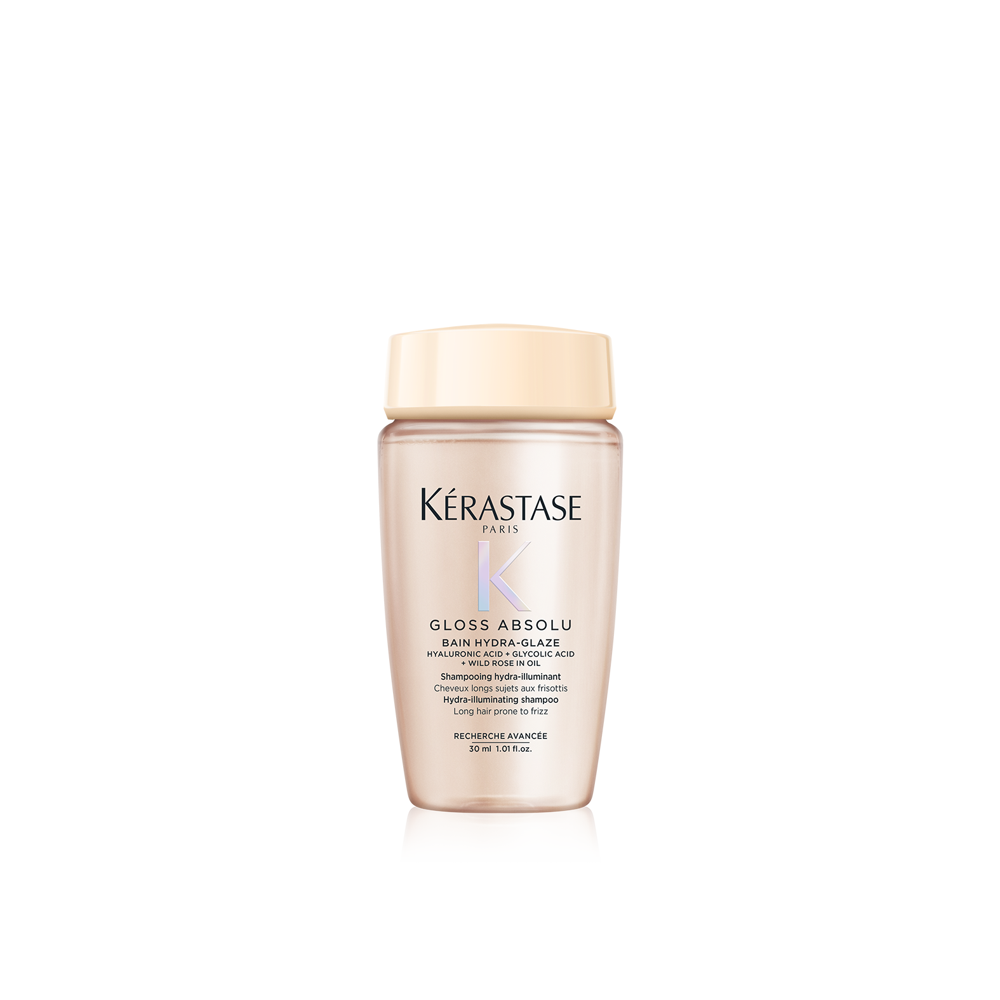 KÉRASTASE
PARIS
K
GLOSS ABSOLU
BAIN HYDRA-GLAZE
HYALURONIC ACID + GLYCOLIC ACID
+ WILD ROSE IN OIL
Shampooing hydra-illuminant
Cheveux longs sujets aux frisottis
Hydra-illuminating shampoo
Long hair prone to frizz
RECHERCHE AVANCÉE
30 ml 1.01 fl.oz.